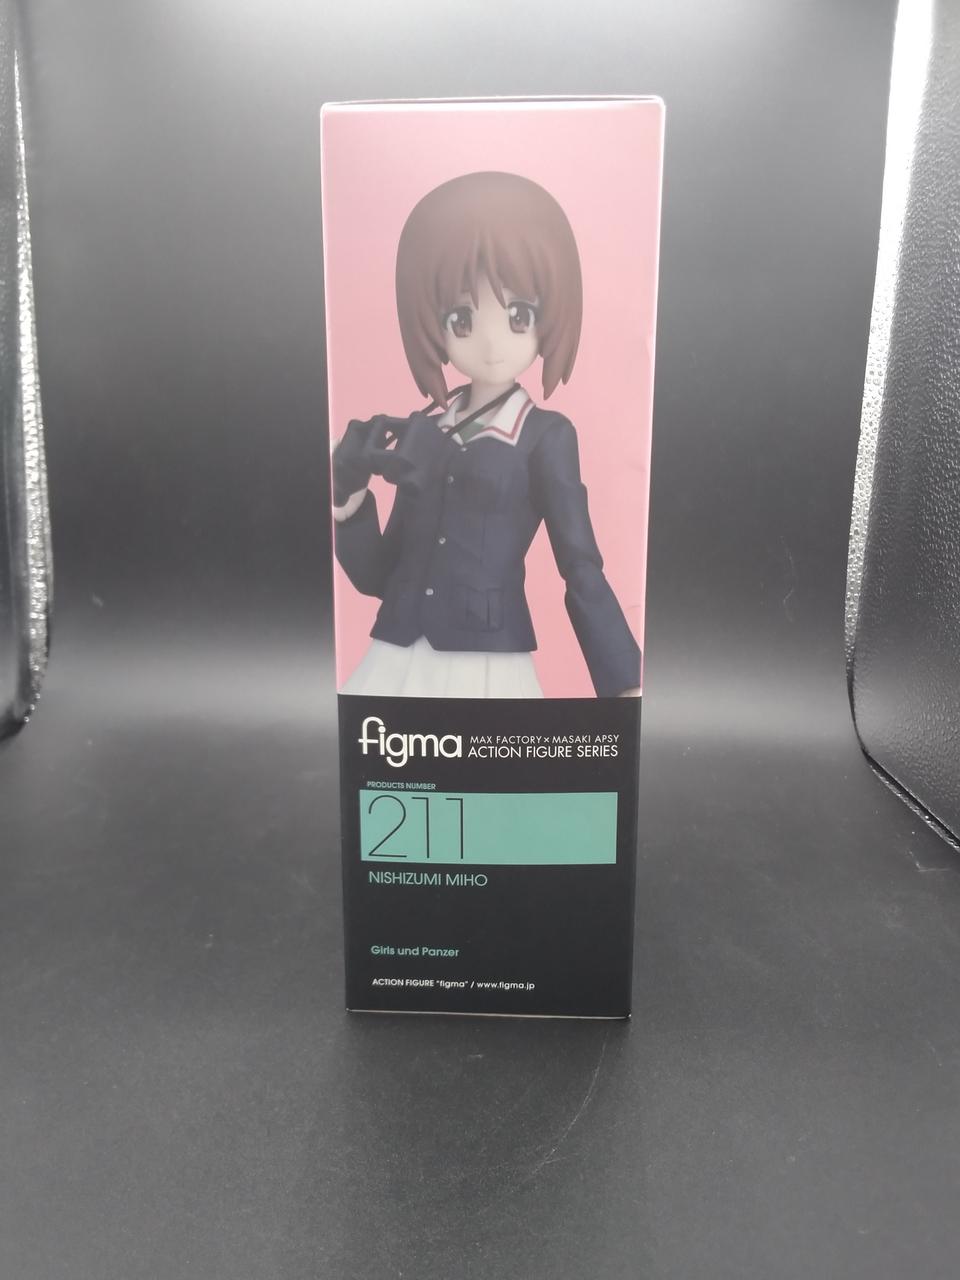 figma
MAX FACTORY × MASAKI APSY
ACTION FIGURE SERIES
PRODUCTS NUMBER
211
NISHIZUMI MIHO
Girls und Panzer
ACTION FIGURE "figma" / www.figma.jp